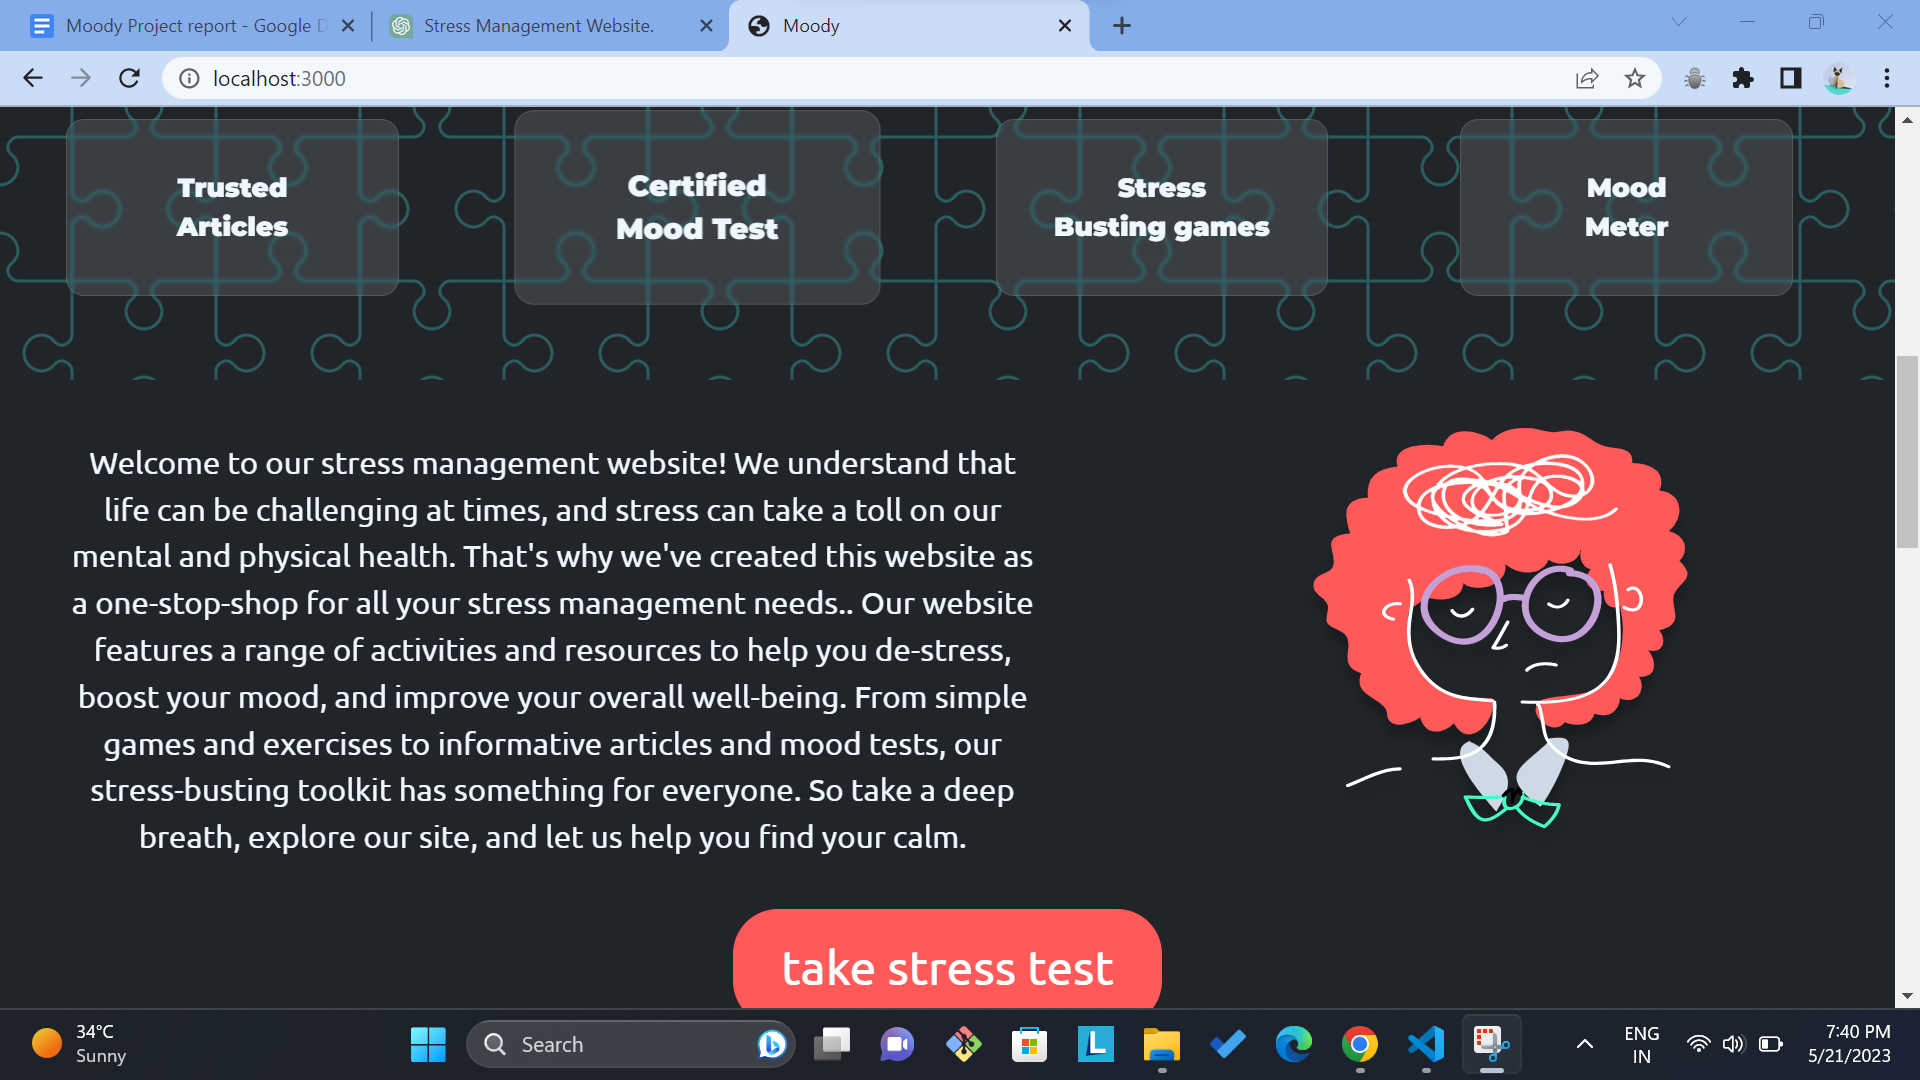 Moody Project report - Google D
Stress Management Website.
Moody
localhost:3000
Trusted
Articles
Certified
Mood Test
Stress
Busting games
Mood
Meter
Welcome to our stress management website! We understand that
life can be challenging at times, and stress can take a toll on our
mental and physical health. That's why we've created this website as
a one-stop-shop for all your stress management needs.. Our website
features a range of activities and resources to help you de-stress,
boost your mood, and improve your overall well-being. From simple
games and exercises to informative articles and mood tests, our
stress-busting toolkit has something for everyone. So take a deep
breath, explore our site, and let us help you find your calm.
take stress test
34°C
Sunny
Search
L
ENG
IN
7:40 PM
5/21/2023